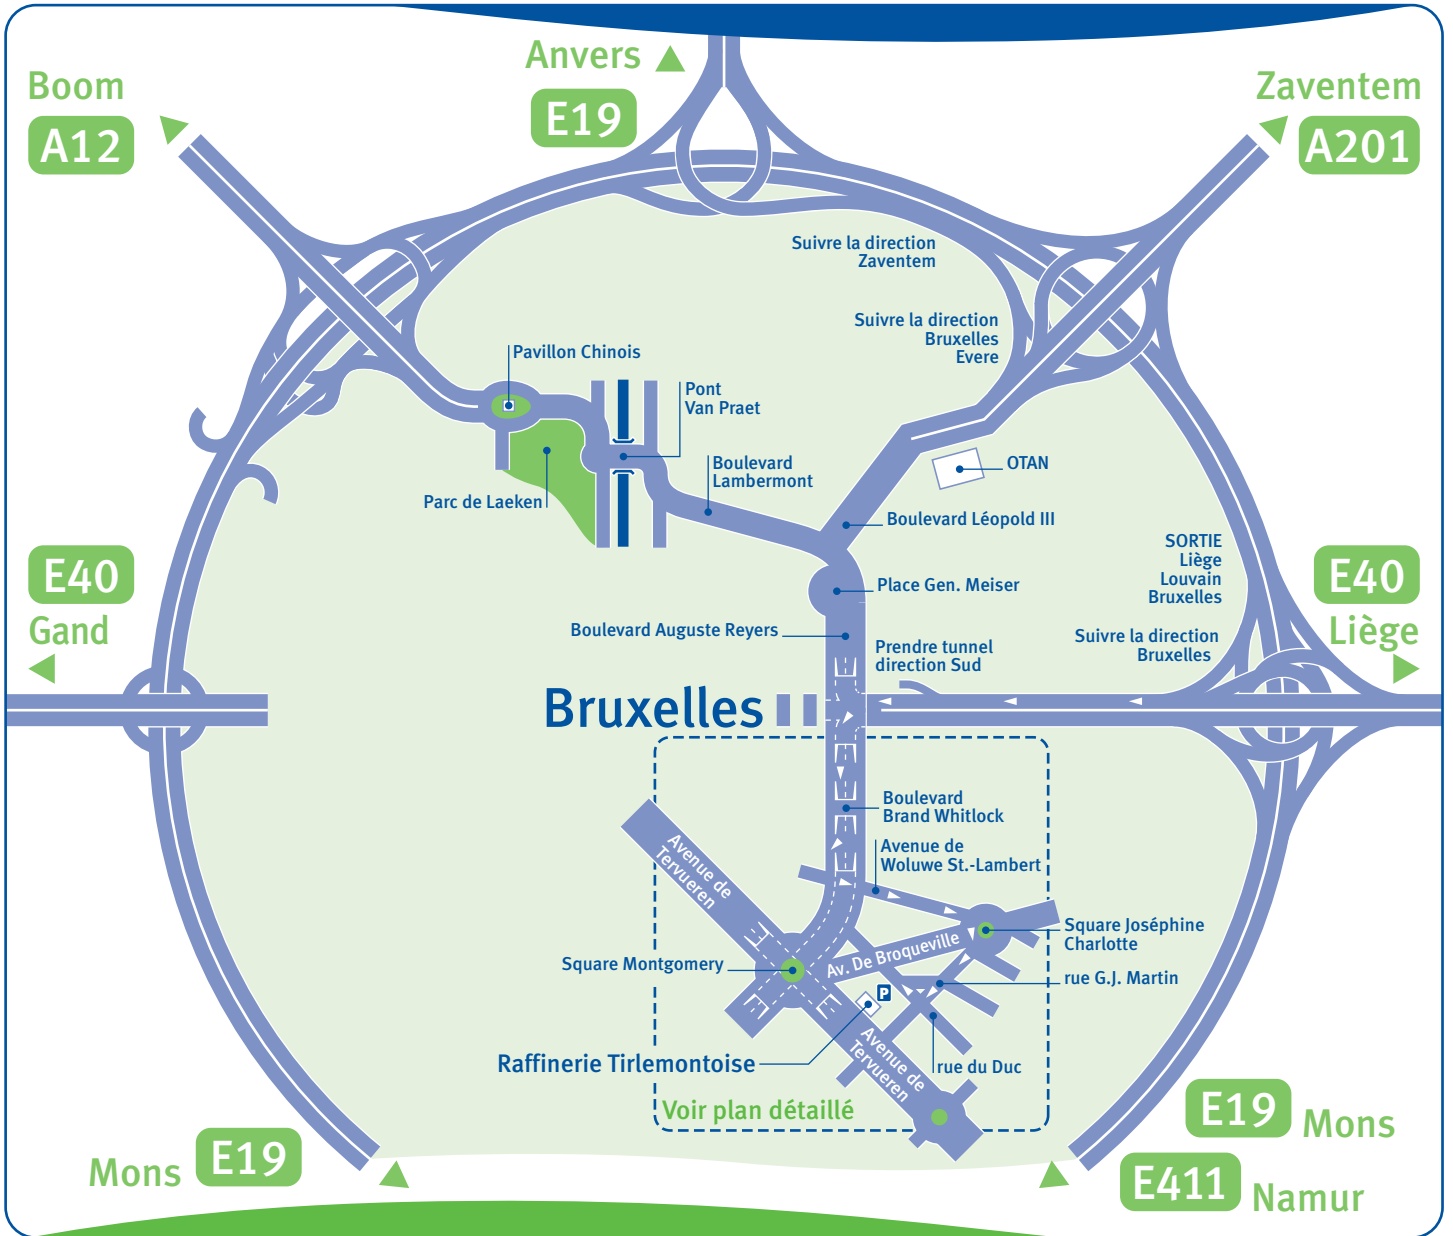 Anvers
E19
Boom
A12
Zaventem
A201
Suivre la direction
Zaventem
Suivre la direction
Bruxelles
Evere
Pavillon Chinois
Pont
Van Praet
Boulevard
Lambermont
Parc de Laeken
OTAN
Boulevard Léopold III
SORTIE
Liège
Louvain
Bruxelles
E40
Gand
E40
Liège
Place Gen. Meiser
Boulevard Auguste Reyers
Prendre tunnel
direction Sud
Suivre la direction
Bruxelles
Bruxelles
Boulevard
Brand Whitlock
Avenue de
Woluwe St.-Lambert
Avenue de
Tervueren
Square Joséphine
Charlotte
Av. De Broqueville
Square Montgomery
rue G.J. Martin
P
Raffinerie Tirlemontoise
Avenue de
Tervueren
rue du Duc
Voir plan détaillé
E19
Mons
Mons
E19
E411
Namur